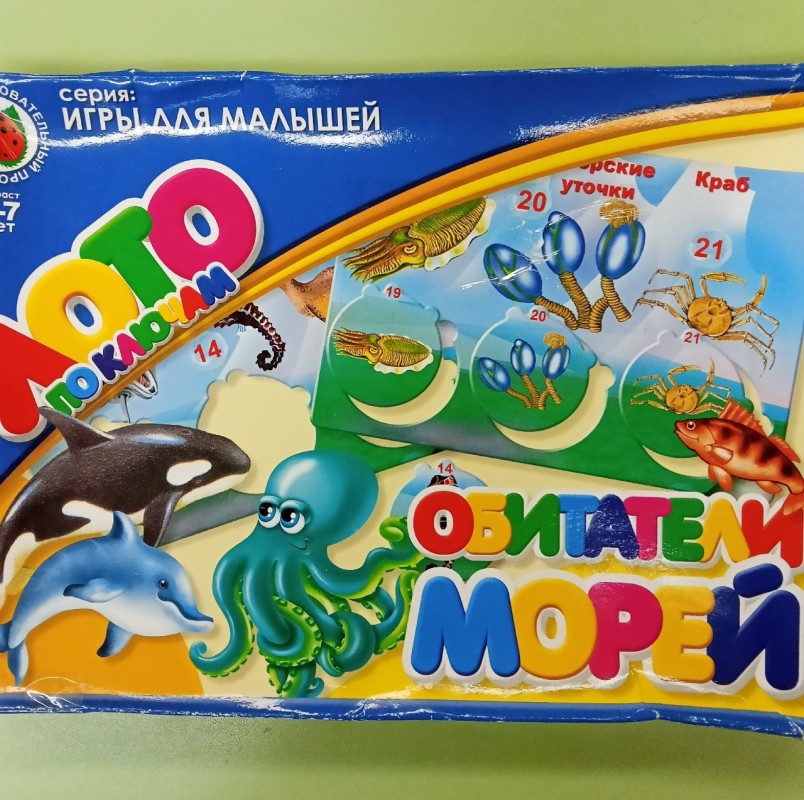 серия:
ИГРЫ ДЛЯ МАЛЫШЕЙ
ЛОТО
ПО КЛЮЧАМ
уточки
Краб
20
21
19
20
21
14
14
ОБИТАТЕЛИ
МОРЕЙ